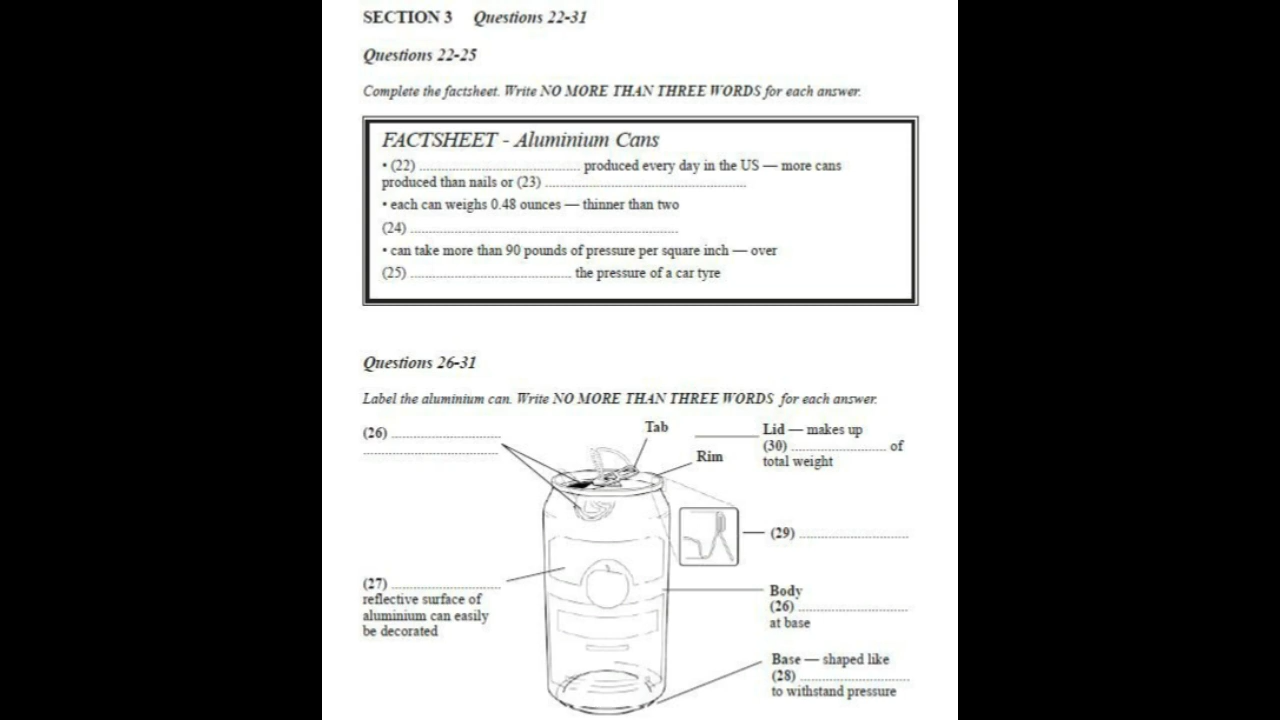 SECTION 3 Questions 22-31
Questions 22-25
Complete the factsheet. Write NO MORE THAN THREE WORDS for each answer.
FACTSHEET - Aluminium Cans
• (22) ........................................ produced every day in the US — more cans
produced than nails or (23) ..................................................
• each can weighs 0.48 ounces — thinner than two
(24) ..................................................................
• can take more than 90 pounds of pressure per square inch — over
(25) ........................................ the pressure of a car tyre
Questions 26-31
Label the aluminium can. Write NO MORE THAN THREE WORDS for each answer.
(26) ...........................
.................................
Tab
Rim
Lid — makes up
(30) ........................ of
total weight
(29) ...........................
(27) ...........................
reflective surface of
aluminium can easily
be decorated
Body
(26) ...........................
at base
Base — shaped like
(28) ...........................
to withstand pressure